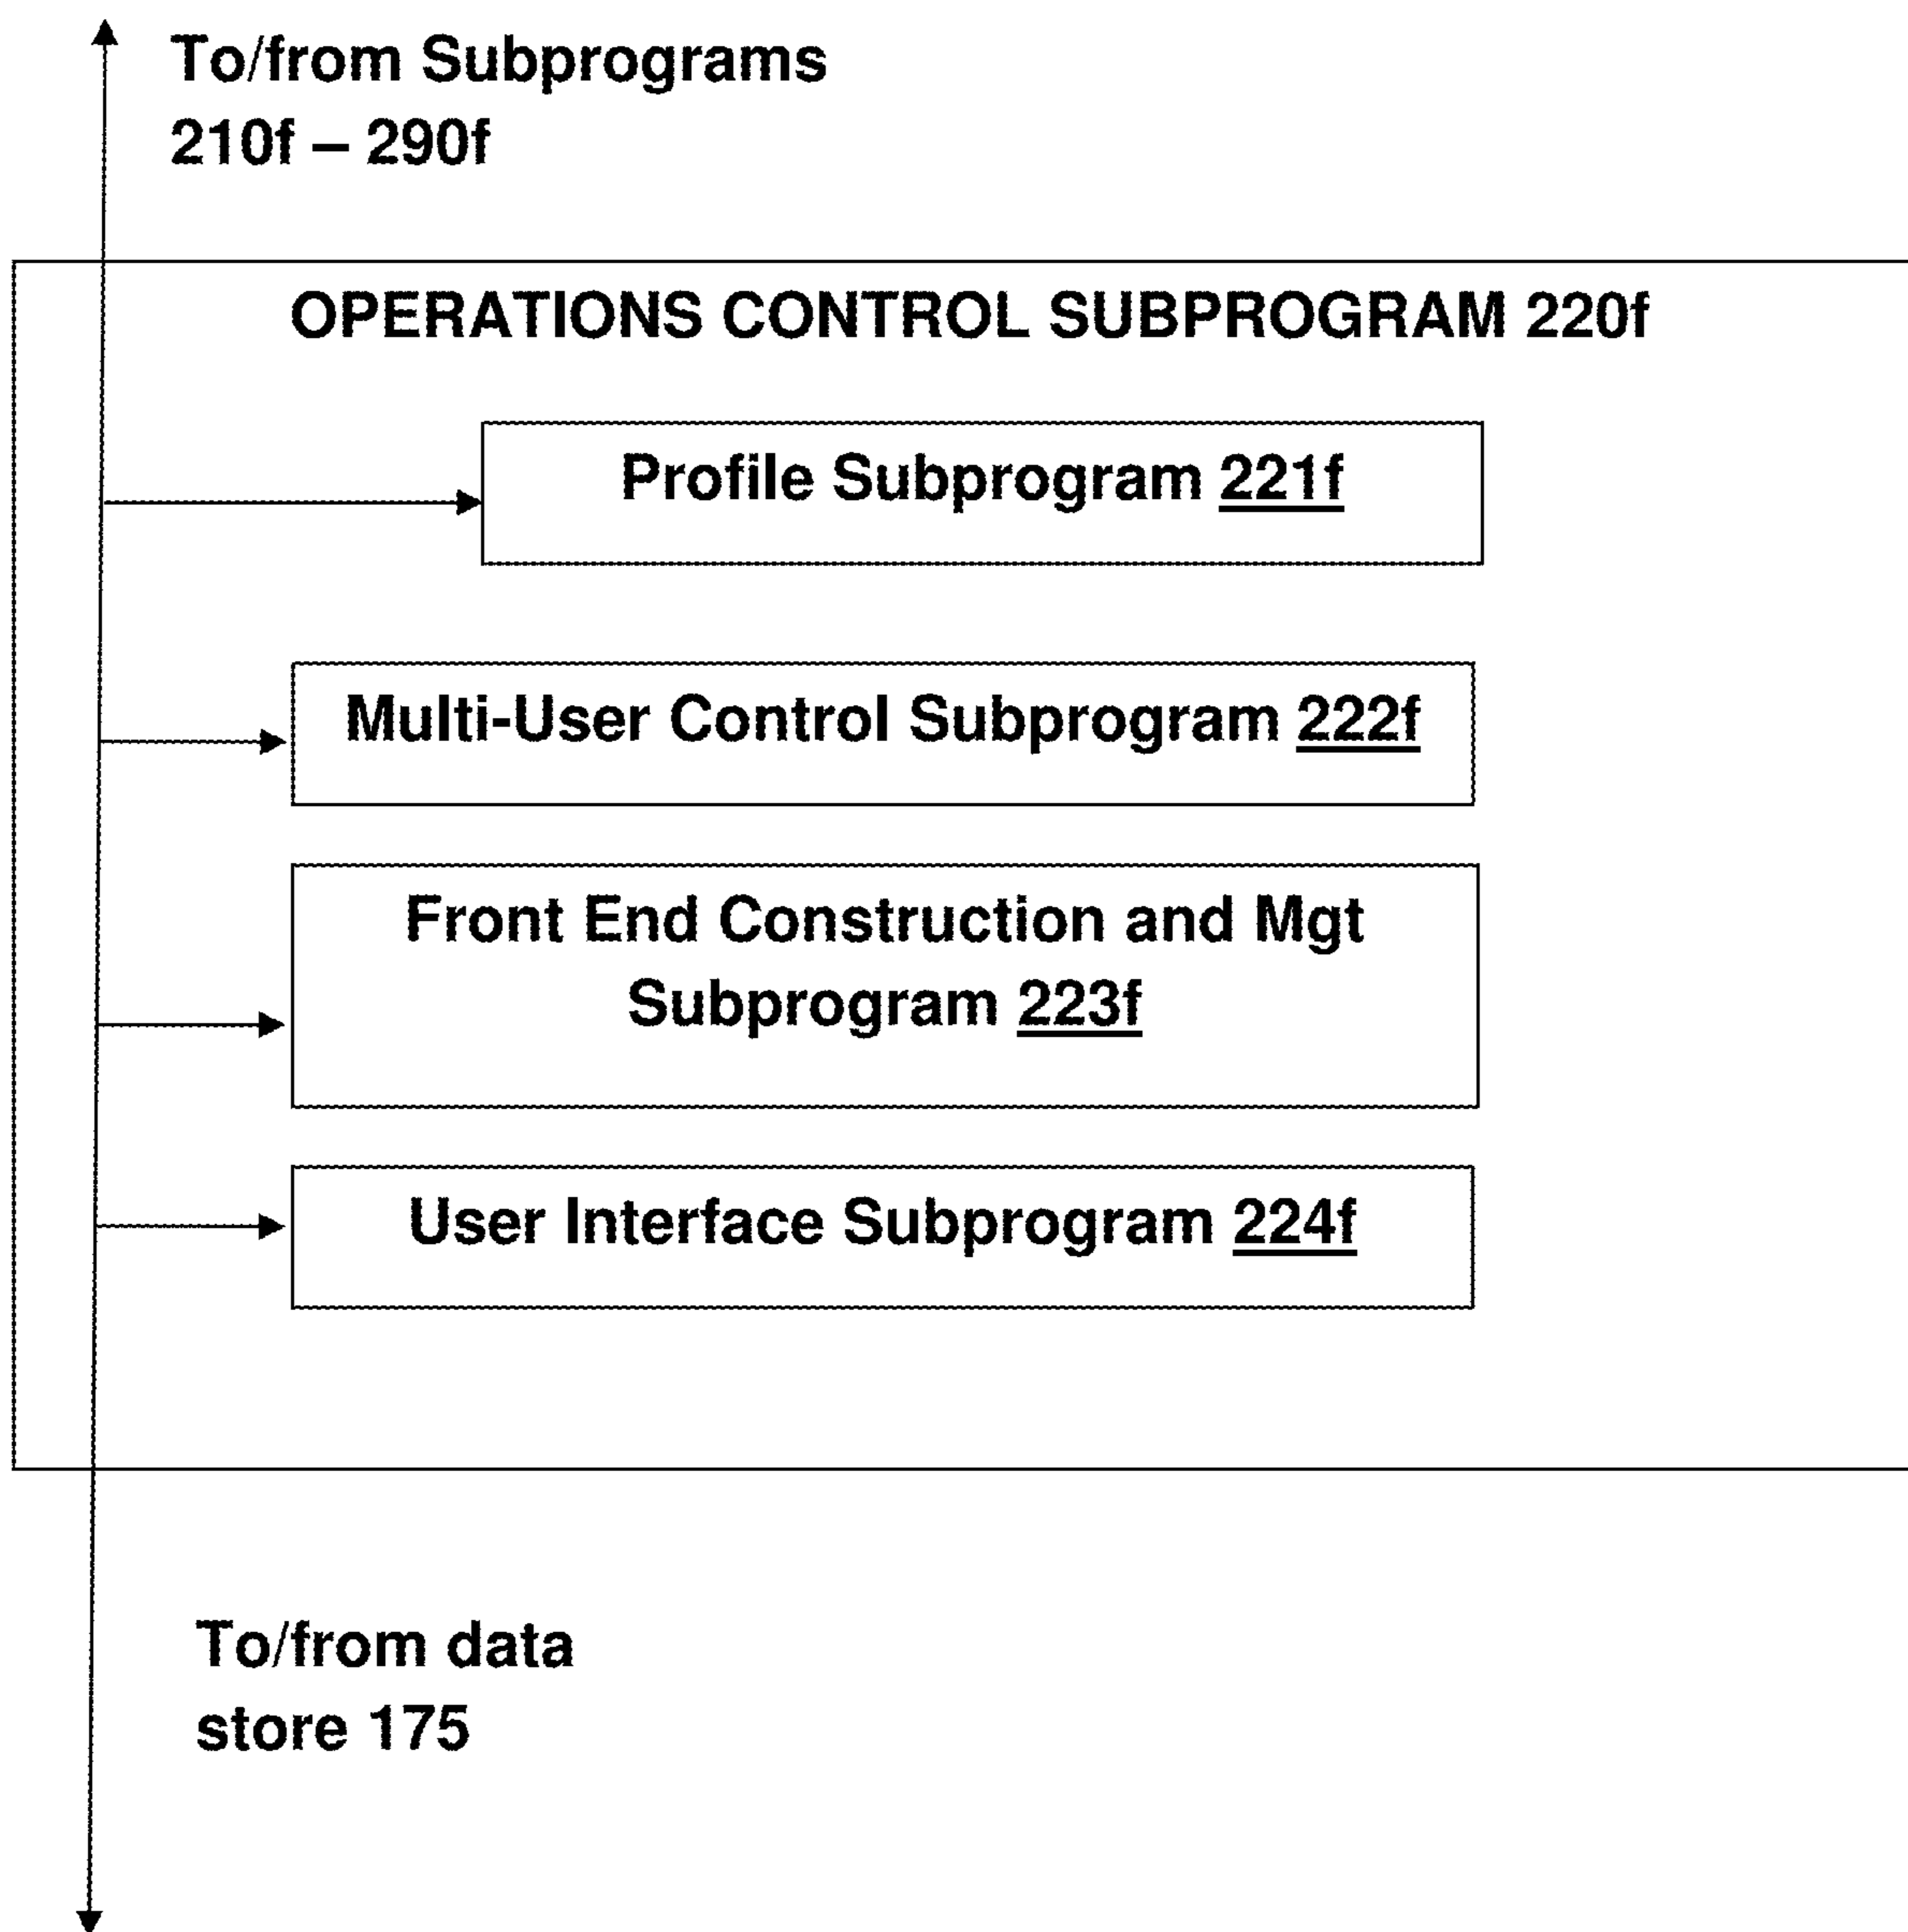 To/from Subprograms
210f – 290f
OPERATIONS CONTROL SUBPROGRAM 220f
Profile Subprogram 221f
Multi-User Control Subprogram 222f
Front End Construction and Mgt
Subprogram 223f
User Interface Subprogram 224f
To/from data
store 175